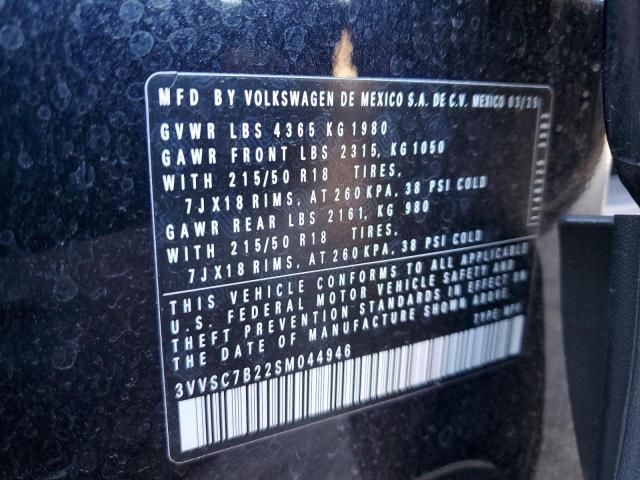 MFD BY VOLKSWAGEN DE MEXICO S.A. DE C.V. MEXICO 03/25
GVWR LBS 4365 KG 1980
GAWR FRONT LBS 2315, KG 1050
WITH 215/50 R18 TIRES,
7JX18 RIMS, AT 260 KPA, 38 PSI COLD
GAWR REAR LBS 2161, KG 980
WITH 215/50 R18 TIRES,
7JX18 RIMS, AT 260 KPA, 38 PSI COLD
THIS VEHICLE CONFORMS TO ALL APPLICABLE
U.S. FEDERAL MOTOR VEHICLE SAFETY AND
THEFT PREVENTION STANDARDS IN EFFECT ON
THE DATE OF MANUFACTURE SHOWN ABOVE.
TYPE: MPV
3VVSC7B22SM044946